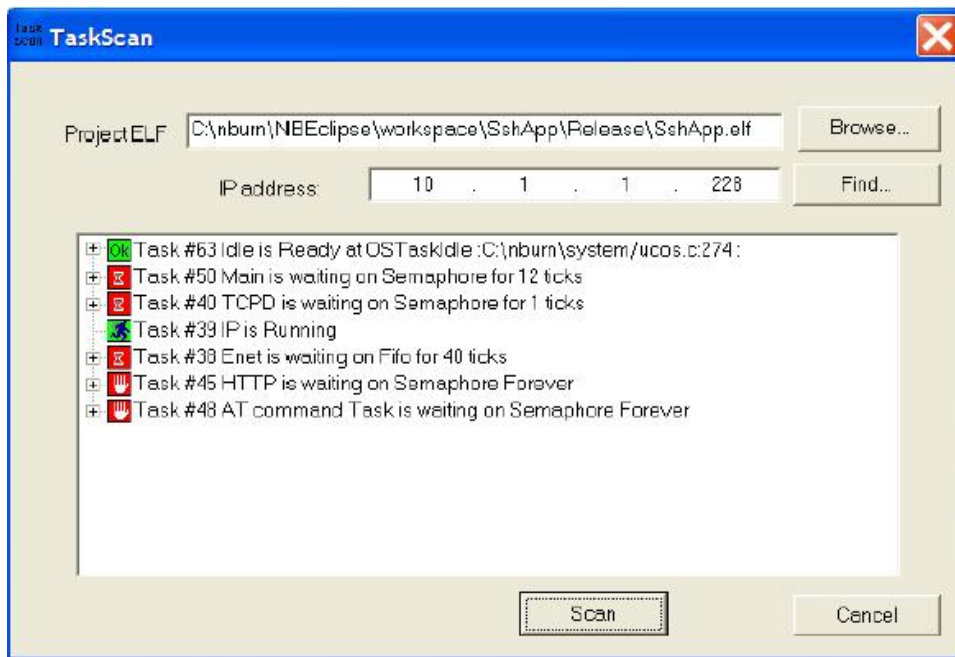 Task
scan TaskScan
Project ELF C:\nburn\NBEclipse\workspace\SshApp\Release\SshApp.elf Browse...
IP address: 10 . 1 . 1 . 228 Find...
Ok Task #63 Idle is Ready at OSTaskIdle :C:\nburn\system/ucos.c:274 :
Task #50 Main is waiting on Semaphore for 12 ticks
Task #40 TCPD is waiting on Semaphore for 1 ticks
Task #39 IP is Running
Task #38 Enet is waiting on Fifo for 40 ticks
Task #45 HTTP is waiting on Semaphore Forever
Task #48 AT command Task is waiting on Semaphore Forever
Scan Cancel